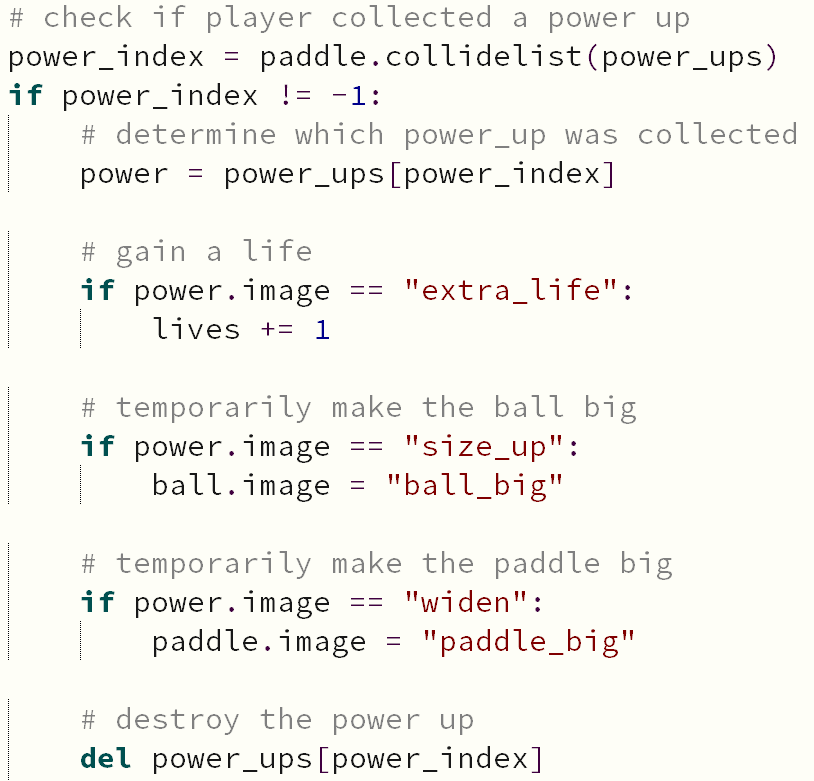 # check if player collected a power up
power_index = paddle.collidelist(power_ups)
if power_index != -1:
    # determine which power_up was collected
    power = power_ups[power_index]

    # gain a life
    if power.image == "extra_life":
        lives += 1

    # temporarily make the ball big
    if power.image == "size_up":
        ball.image = "ball_big"

    # temporarily make the paddle big
    if power.image == "widen":
        paddle.image = "paddle_big"

    # destroy the power up
    del power_ups[power_index]